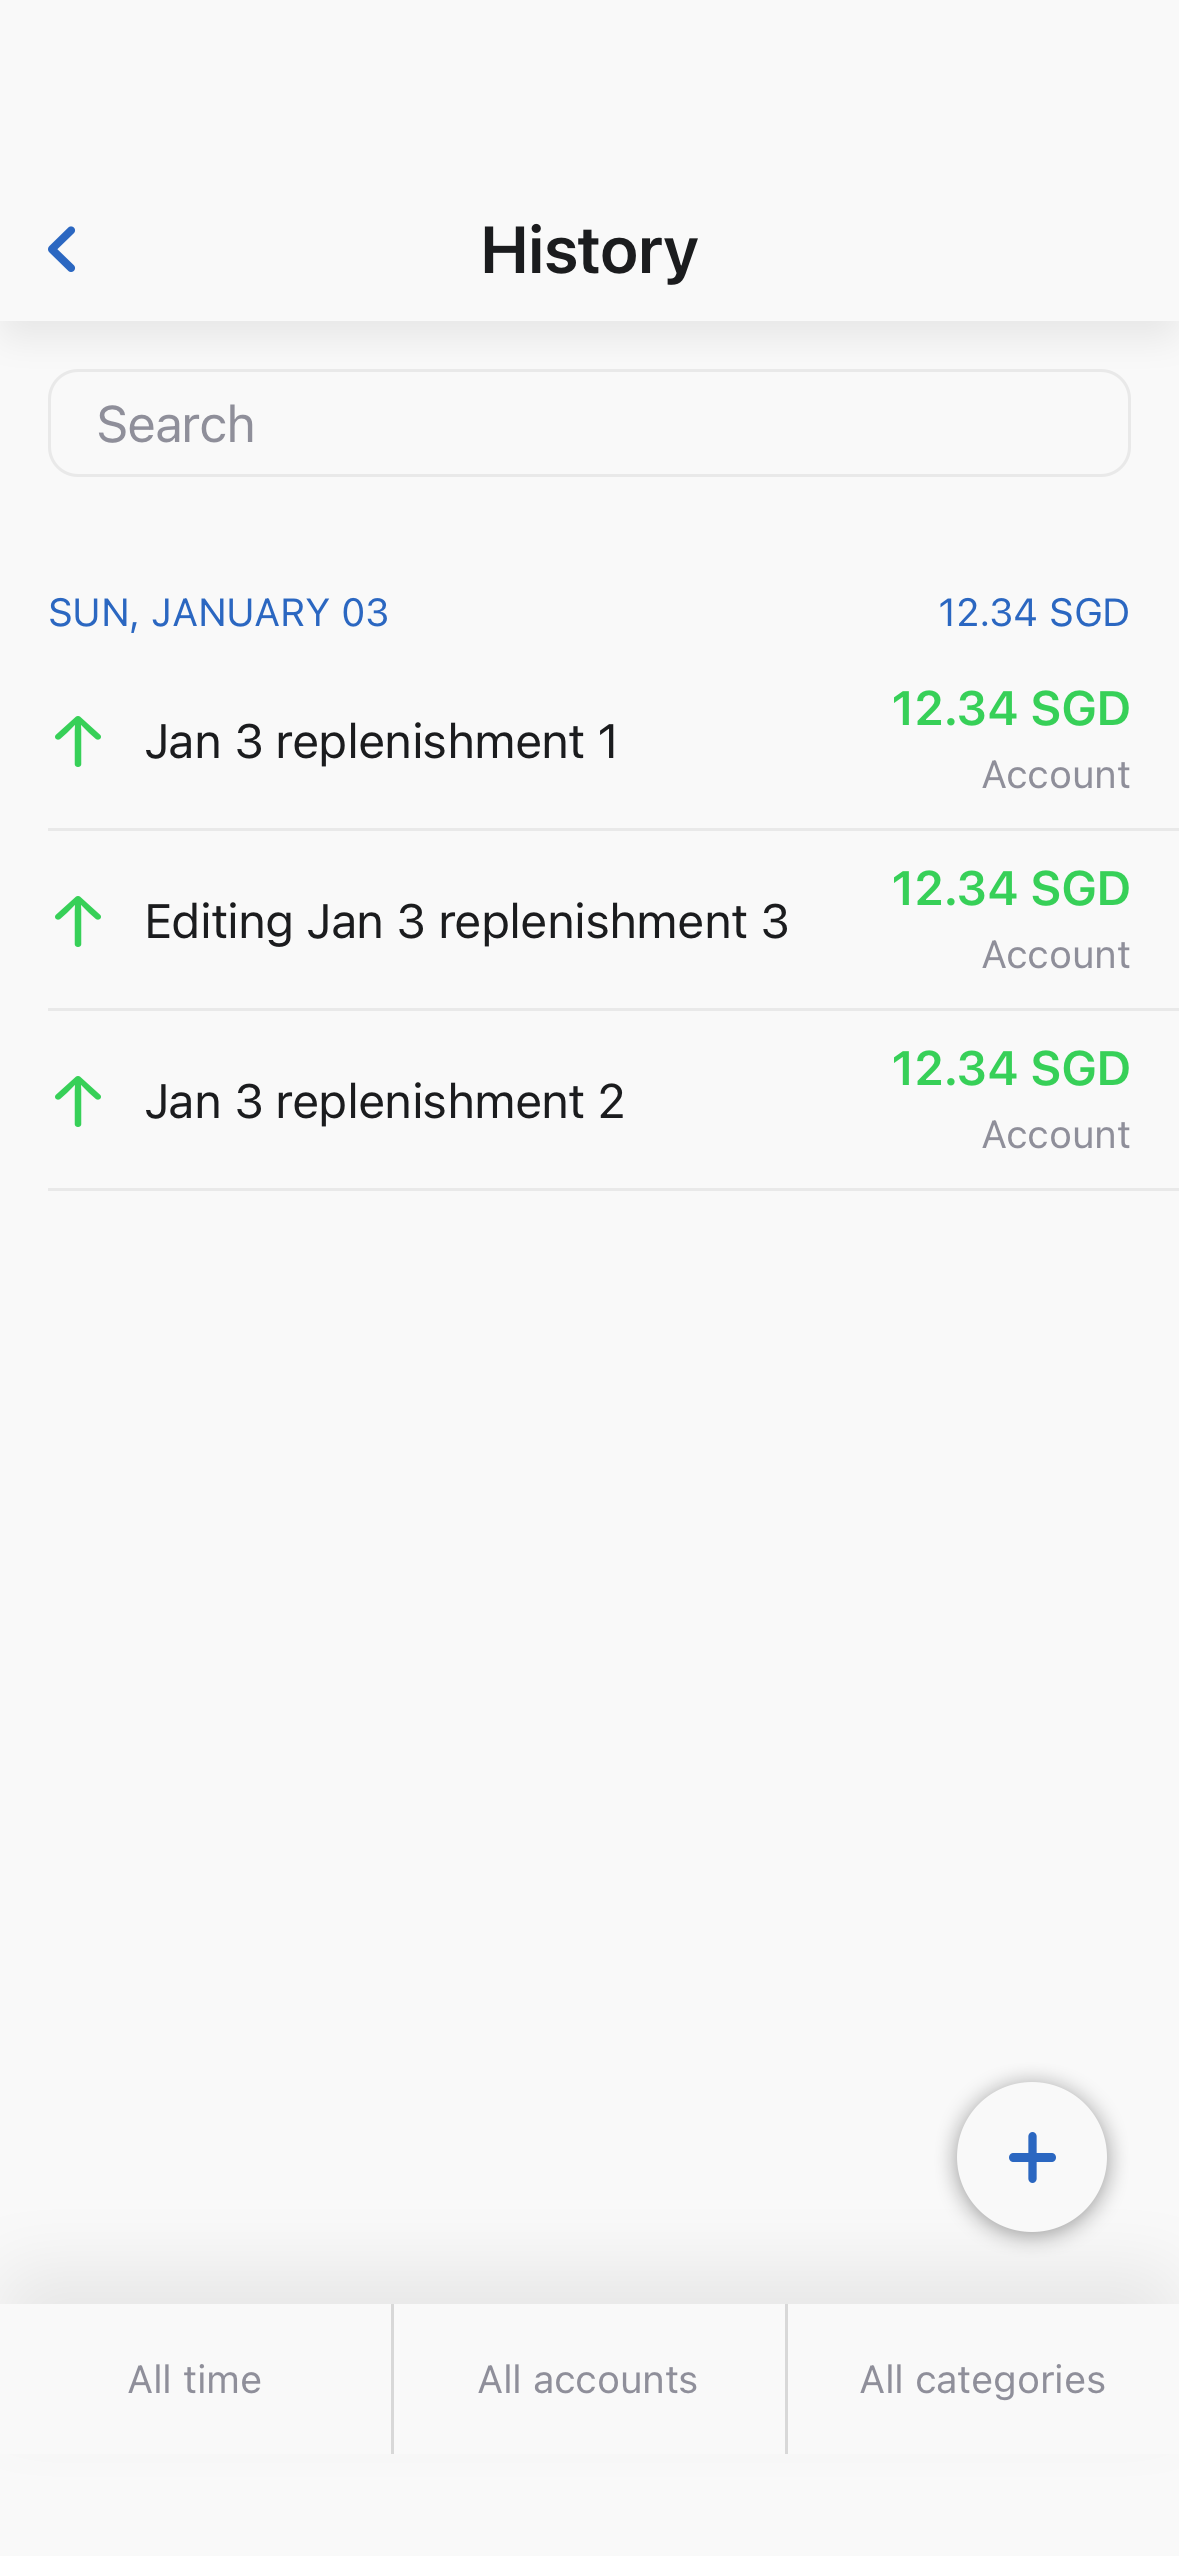 History
Search
SUN, JANUARY 03 12.34 SGD
Jan 3 replenishment 1 12.34 SGD
Account
Editing Jan 3 replenishment 3 12.34 SGD
Account
Jan 3 replenishment 2 12.34 SGD
Account
All time All accounts All categories